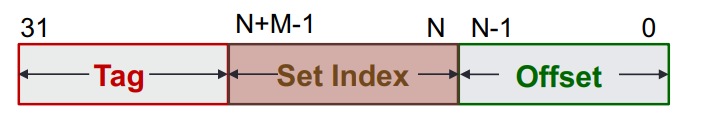 31 N+M-1 N N-1 0
Tag Set Index Offset